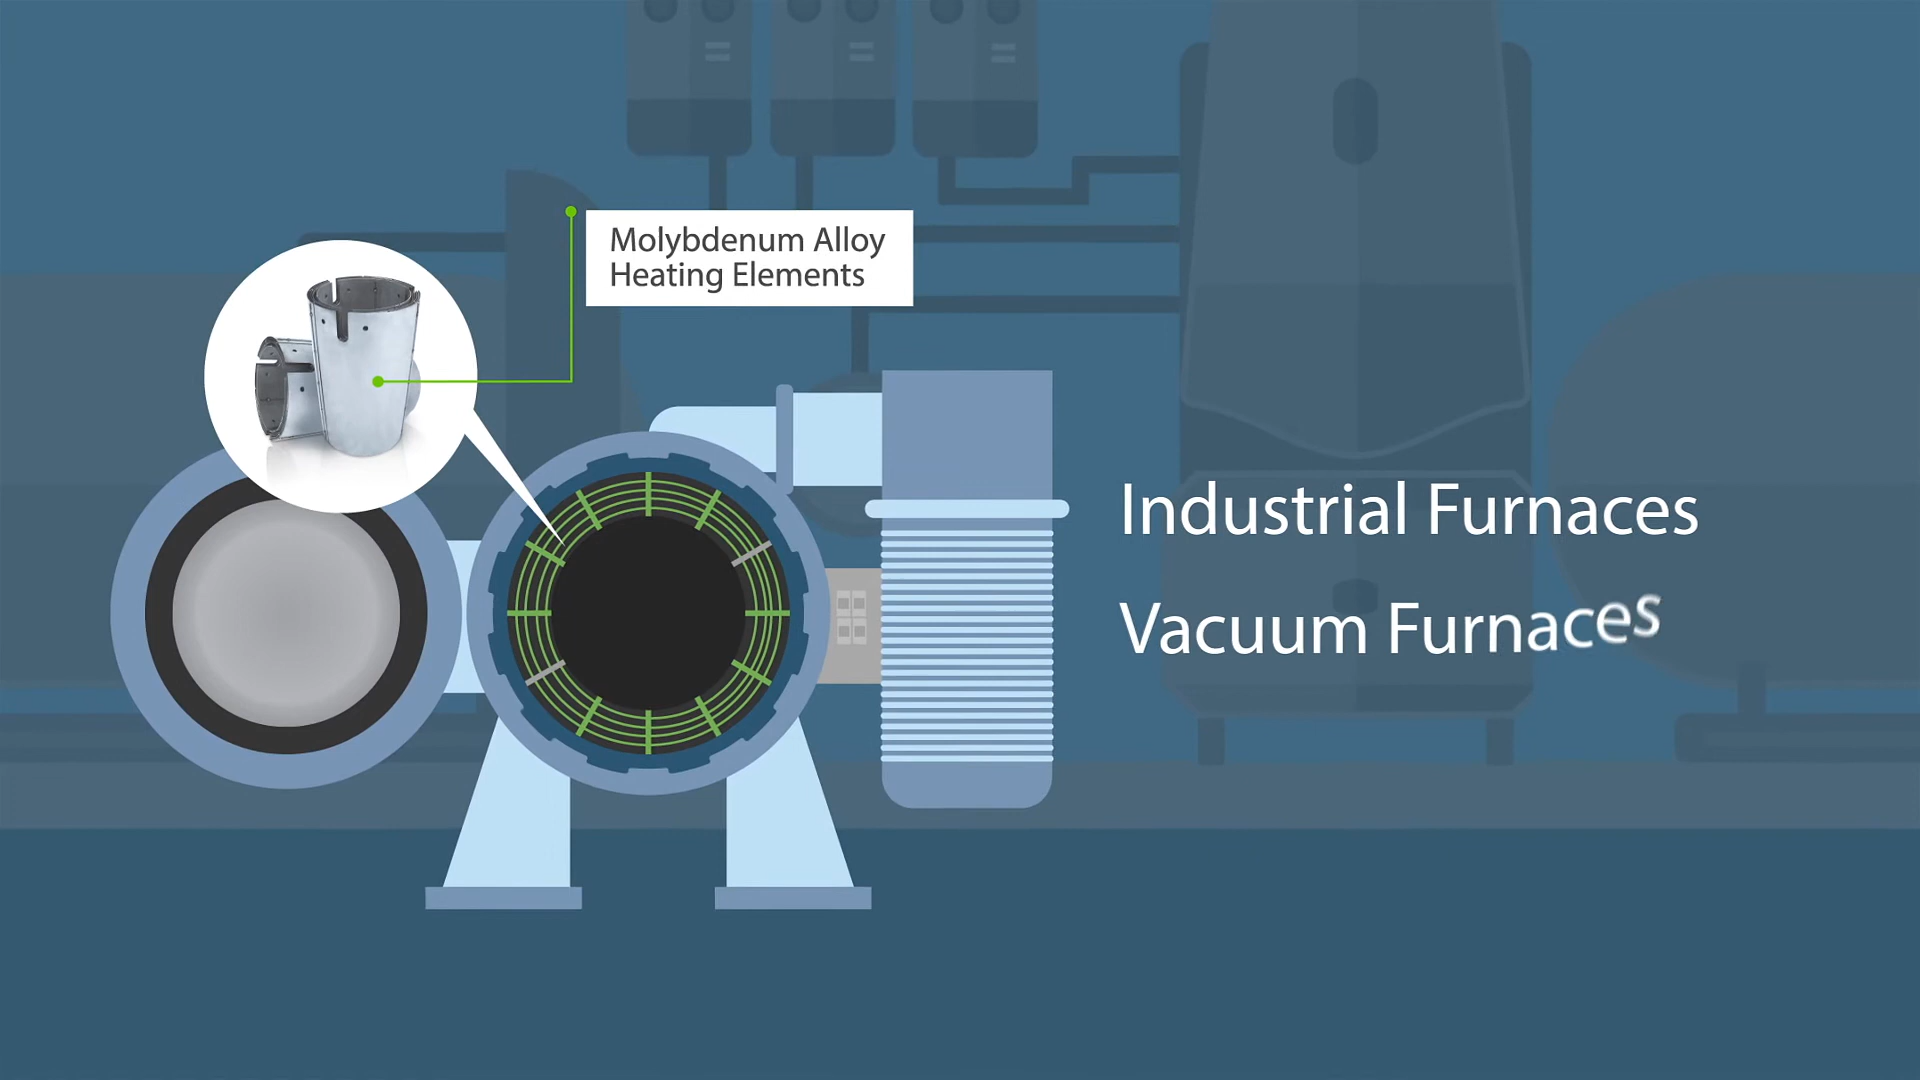 Molybdenum Alloy
Heating Elements
Industrial Furnaces
Vacuum Furnaces